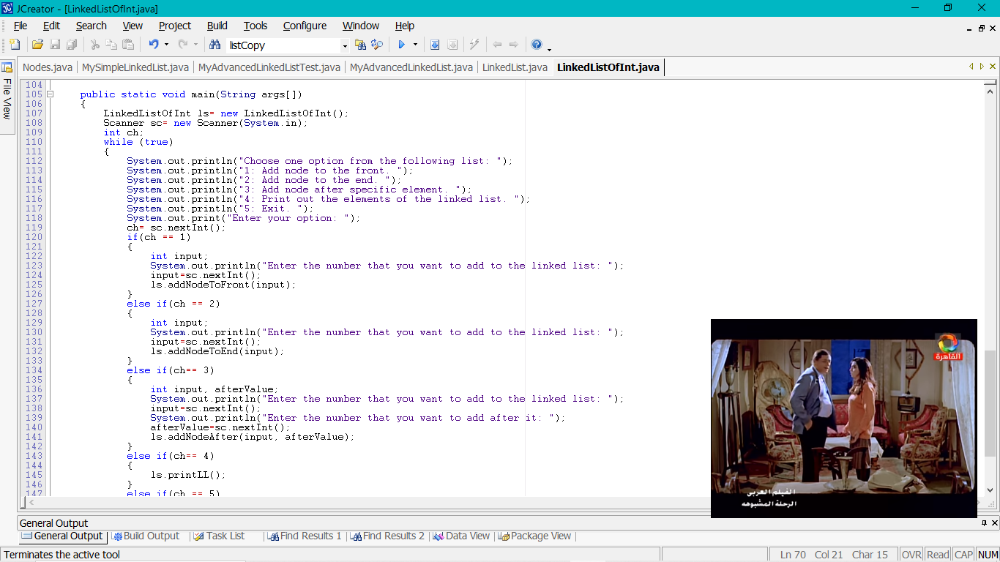 JCreator - [LinkedListOfInt.java]
File Edit Search View Project Build Tools Configure Window Help
listCopy
Nodes.java MySimpleLinkedList.java MyAdvancedLinkedListTest.java MyAdvancedLinkedList.java LinkedList.java LinkedListOfInt.java
File View
104
105 public static void main(String args[])
106 {
107 LinkedListOfInt ls= new LinkedListOfInt();
108 Scanner sc= new Scanner(System.in);
109 int ch;
110 while (true)
111 {
112 System.out.println("Choose one option from the following list: ");
113 System.out.println("1: Add node to the front. ");
114 System.out.println("2: Add node to the end. ");
115 System.out.println("3: Add node after specific element. ");
116 System.out.println("4: Print out the elements of the linked list. ");
117 System.out.println("5: Exit. ");
118 System.out.print("Enter your option: ");
119 ch= sc.nextInt();
120 if(ch == 1)
121 {
122 int input;
123 System.out.println("Enter the number that you want to add to the linked list: ");
124 input=sc.nextInt();
125 ls.addNodeToFront(input);
126 }
127 else if(ch == 2)
128 {
129 int input;
130 System.out.println("Enter the number that you want to add to the linked list: ");
131 input=sc.nextInt();
132 ls.addNodeToEnd(input);
133 }
134 else if(ch== 3)
135 {
136 int input, afterValue;
137 System.out.println("Enter the number that you want to add to the linked list: ");
138 input=sc.nextInt();
139 System.out.println("Enter the number that you want to add after it: ");
140 afterValue=sc.nextInt();
141 ls.addNodeAfter(input, afterValue);
142 }
143 else if(ch== 4)
144 {
145 ls.printLL();
146 }
147 else if(ch == 5)
القاهرة
الفيلم العربى
الرحلة المشبوهه
General Output
General Output Build Output Task List Find Results 1 Find Results 2 Data View Package View
Terminates the active tool Ln 70 Col 21 Char 15 OVR Read CAP NUM